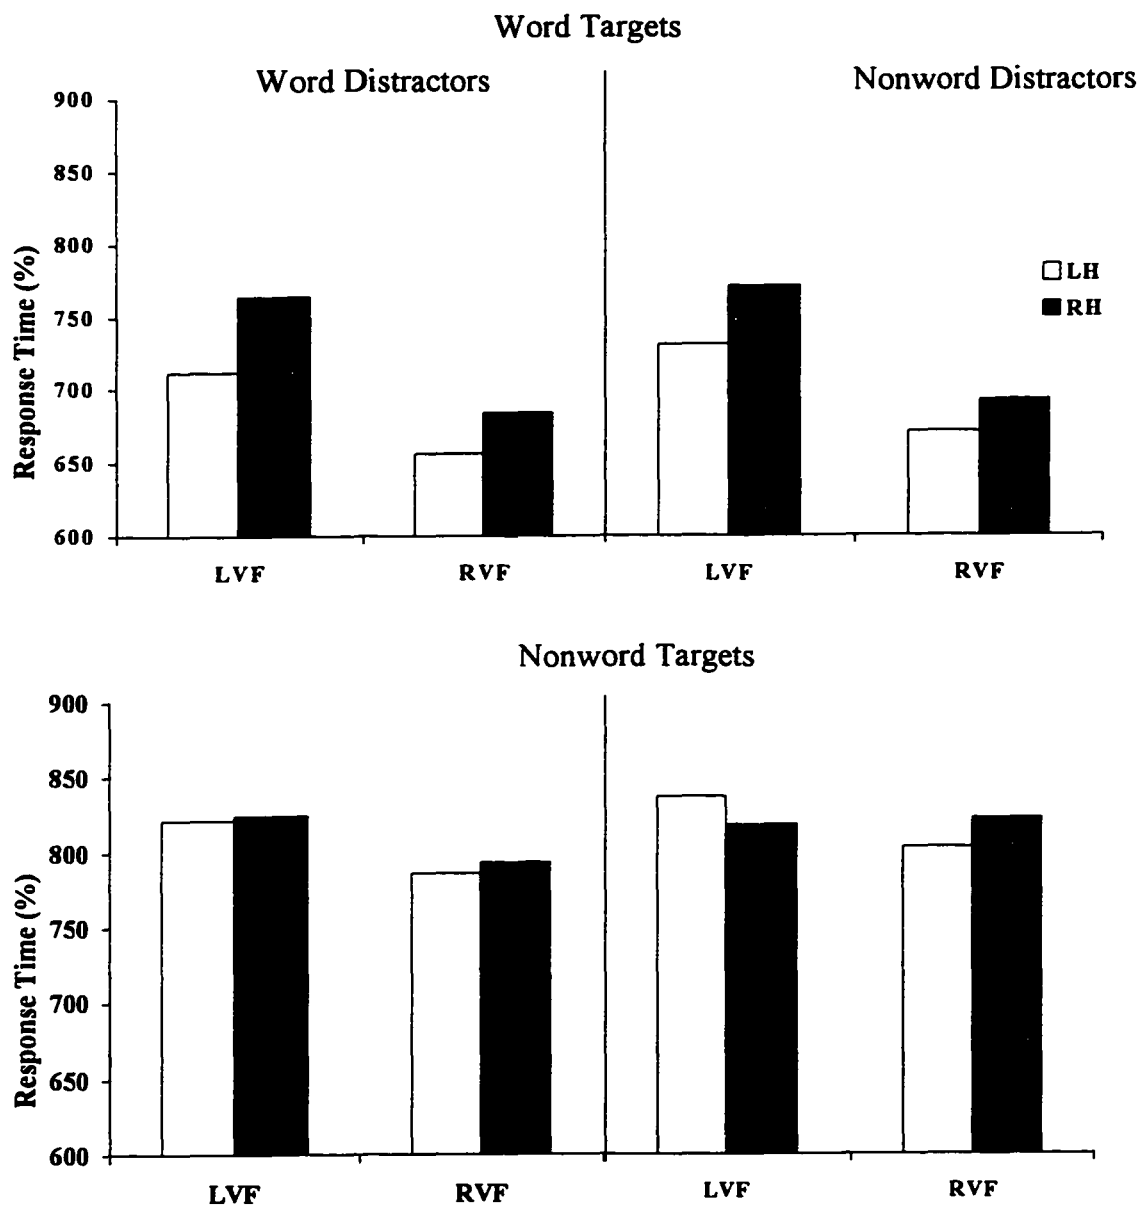 Word Targets
Word Distractors
Nonword Distractors
900
850
800
750
700
650
600
Response Time (%)
LH
RH
LVF
RVF
LVF
RVF
Nonword Targets
900
850
800
750
700
650
600
Response Time (%)
LVF
RVF
LVF
RVF